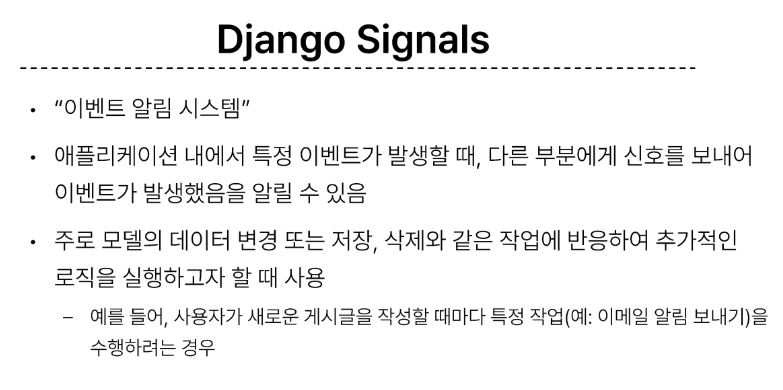 Django Signals
• “이벤트 알림 시스템”
• 애플리케이션 내에서 특정 이벤트가 발생할 때, 다른 부분에게 신호를 보내어
이벤트가 발생했음을 알릴 수 있음
• 주로 모델의 데이터 변경 또는 저장, 삭제와 같은 작업에 반응하여 추가적인
로직을 실행하고자 할 때 사용
– 예를 들어, 사용자가 새로운 게시글을 작성할 때마다 특정 작업(예: 이메일 알림 보내기)을
수행하려는 경우